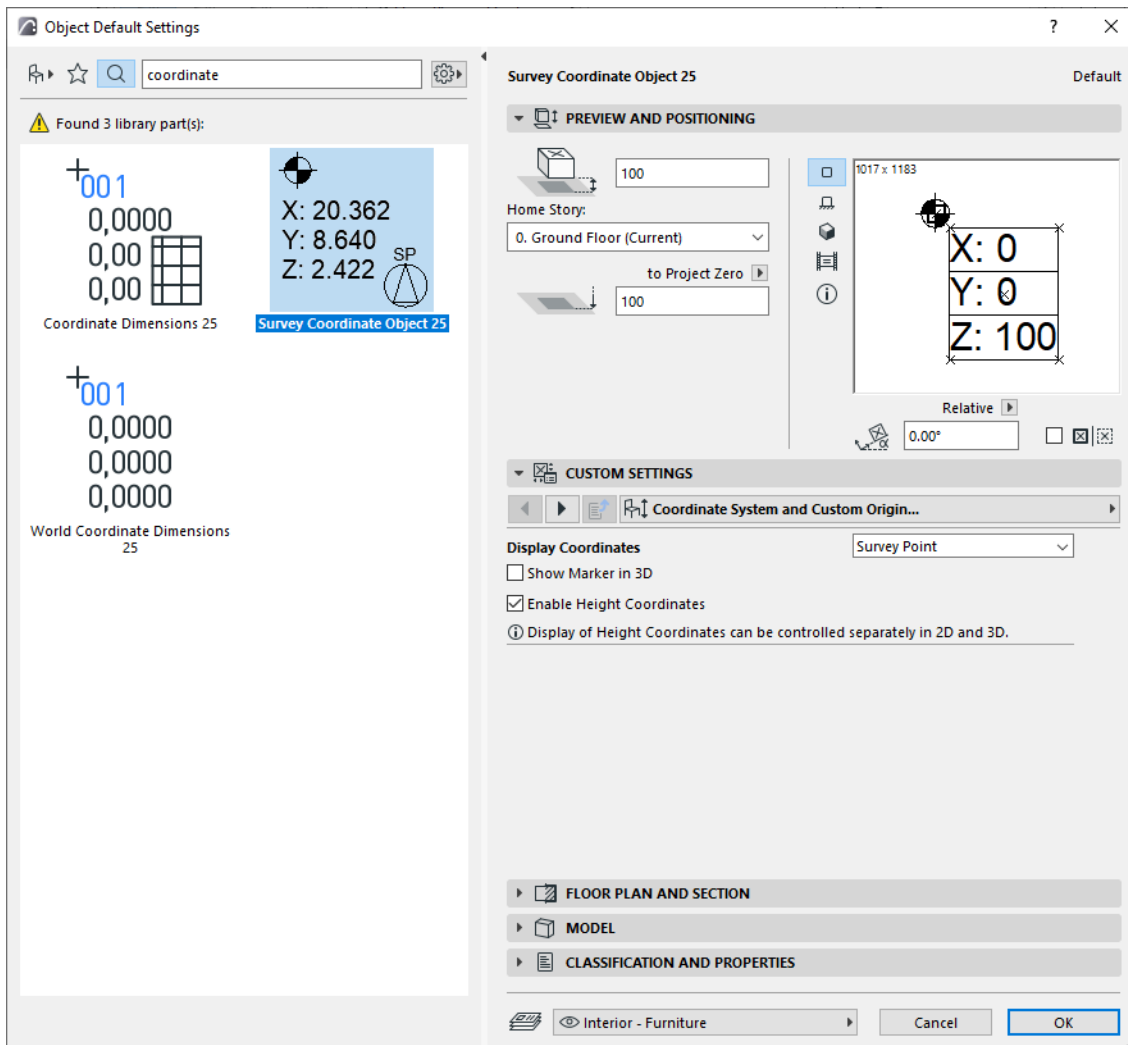 Object Default Settings
?
coordinate
Found 3 library part(s):
001
0,0000
0,00
0,00
Coordinate Dimensions 25
X: 20.362
Y: 8.640
Z: 2.422
SP
Survey Coordinate Object 25
001
0,0000
0,0000
0,0000
World Coordinate Dimensions
25
Survey Coordinate Object 25
Default
PREVIEW AND POSITIONING
100
Home Story:
0. Ground Floor (Current)
to Project Zero
100
1017 x 1183
X: 0
Y: 0
Z: 100
Relative
α
0.00°
CUSTOM SETTINGS
Coordinate System and Custom Origin...
Display Coordinates
Survey Point
Show Marker in 3D
Enable Height Coordinates
Display of Height Coordinates can be controlled separately in 2D and 3D.
FLOOR PLAN AND SECTION
MODEL
CLASSIFICATION AND PROPERTIES
Interior - Furniture
Cancel
OK